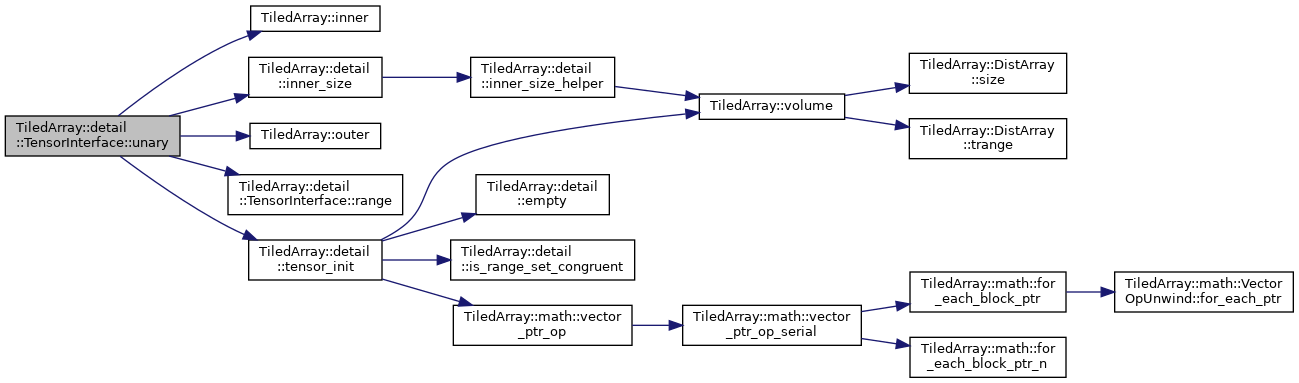 TiledArray::detail
::TensorInterface::unary
TiledArray::inner
TiledArray::detail
::inner_size
TiledArray::outer
TiledArray::detail
::TensorInterface::range
TiledArray::detail
::tensor_init
TiledArray::detail
::inner_size_helper
TiledArray::detail
::empty
TiledArray::detail
::is_range_set_congruent
TiledArray::math::vector
_ptr_op
TiledArray::volume
TiledArray::math::vector
_ptr_op_serial
TiledArray::DistArray
::size
TiledArray::DistArray
::trange
TiledArray::math::for
_each_block_ptr
TiledArray::math::for
_each_block_ptr_n
TiledArray::math::Vector
OpUnwind::for_each_ptr